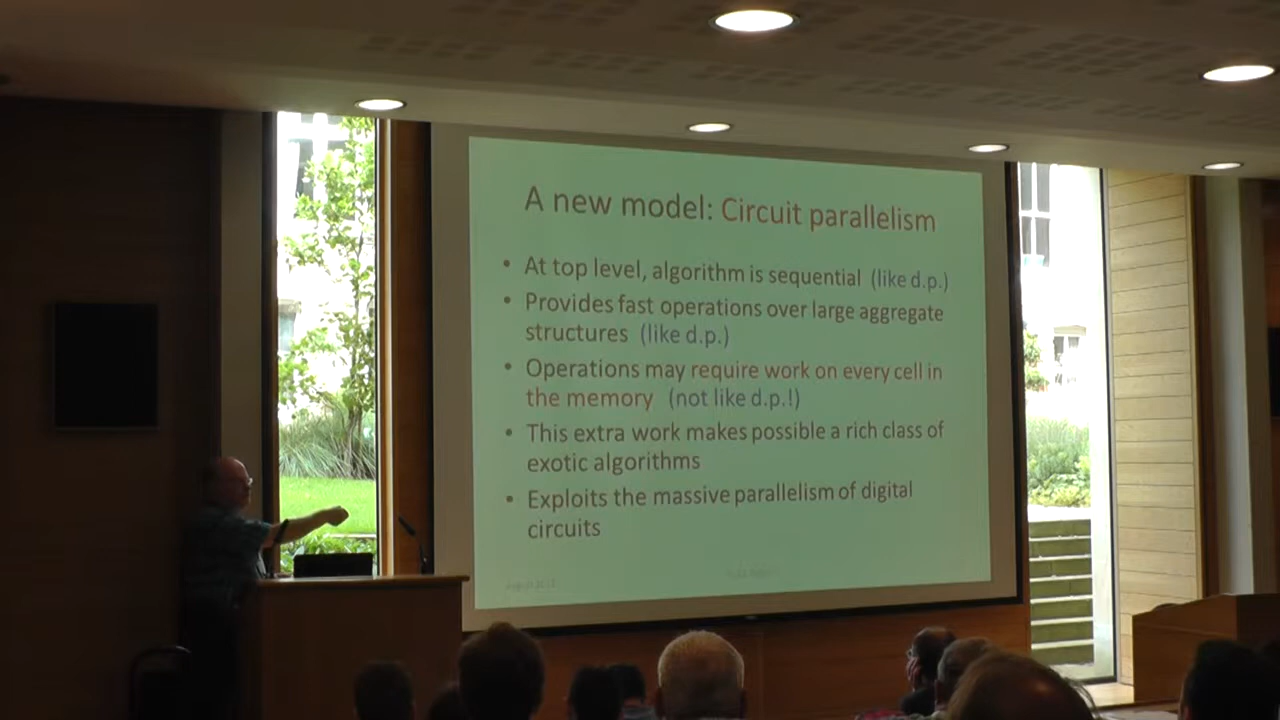 A new model: Circuit parallelism
• At top level, algorithm is sequential (like d.p.)
• Provides fast operations over large aggregate
structures (like d.p.)
• Operations may require work on every cell in
the memory (not like d.p.!)
• This extra work makes possible a rich class of
exotic algorithms
• Exploits the massive parallelism of digital
circuits